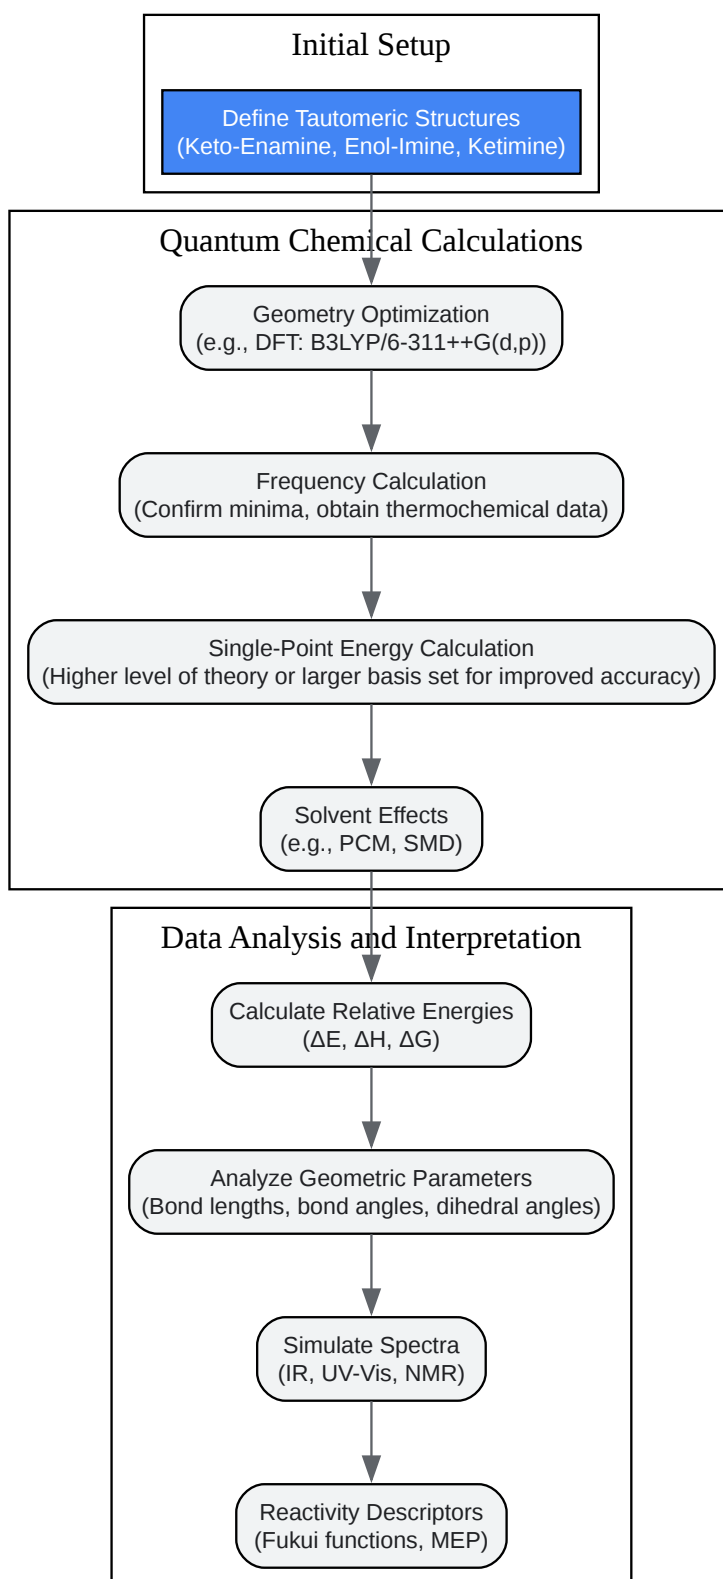 Initial Setup
Define Tautomeric Structures
(Keto-Enamine, Enol-Imine, Ketimine)
Quantum Chemical Calculations
Geometry Optimization
(e.g., DFT: B3LYP/6-311++G(d,p))
Frequency Calculation
(Confirm minima, obtain thermochemical data)
Single-Point Energy Calculation
(Higher level of theory or larger basis set for improved accuracy)
Solvent Effects
(e.g., PCM, SMD)
Data Analysis and Interpretation
Calculate Relative Energies
(ΔE, ΔH, ΔG)
Analyze Geometric Parameters
(Bond lengths, bond angles, dihedral angles)
Simulate Spectra
(IR, UV-Vis, NMR)
Reactivity Descriptors
(Fukui functions, MEP)